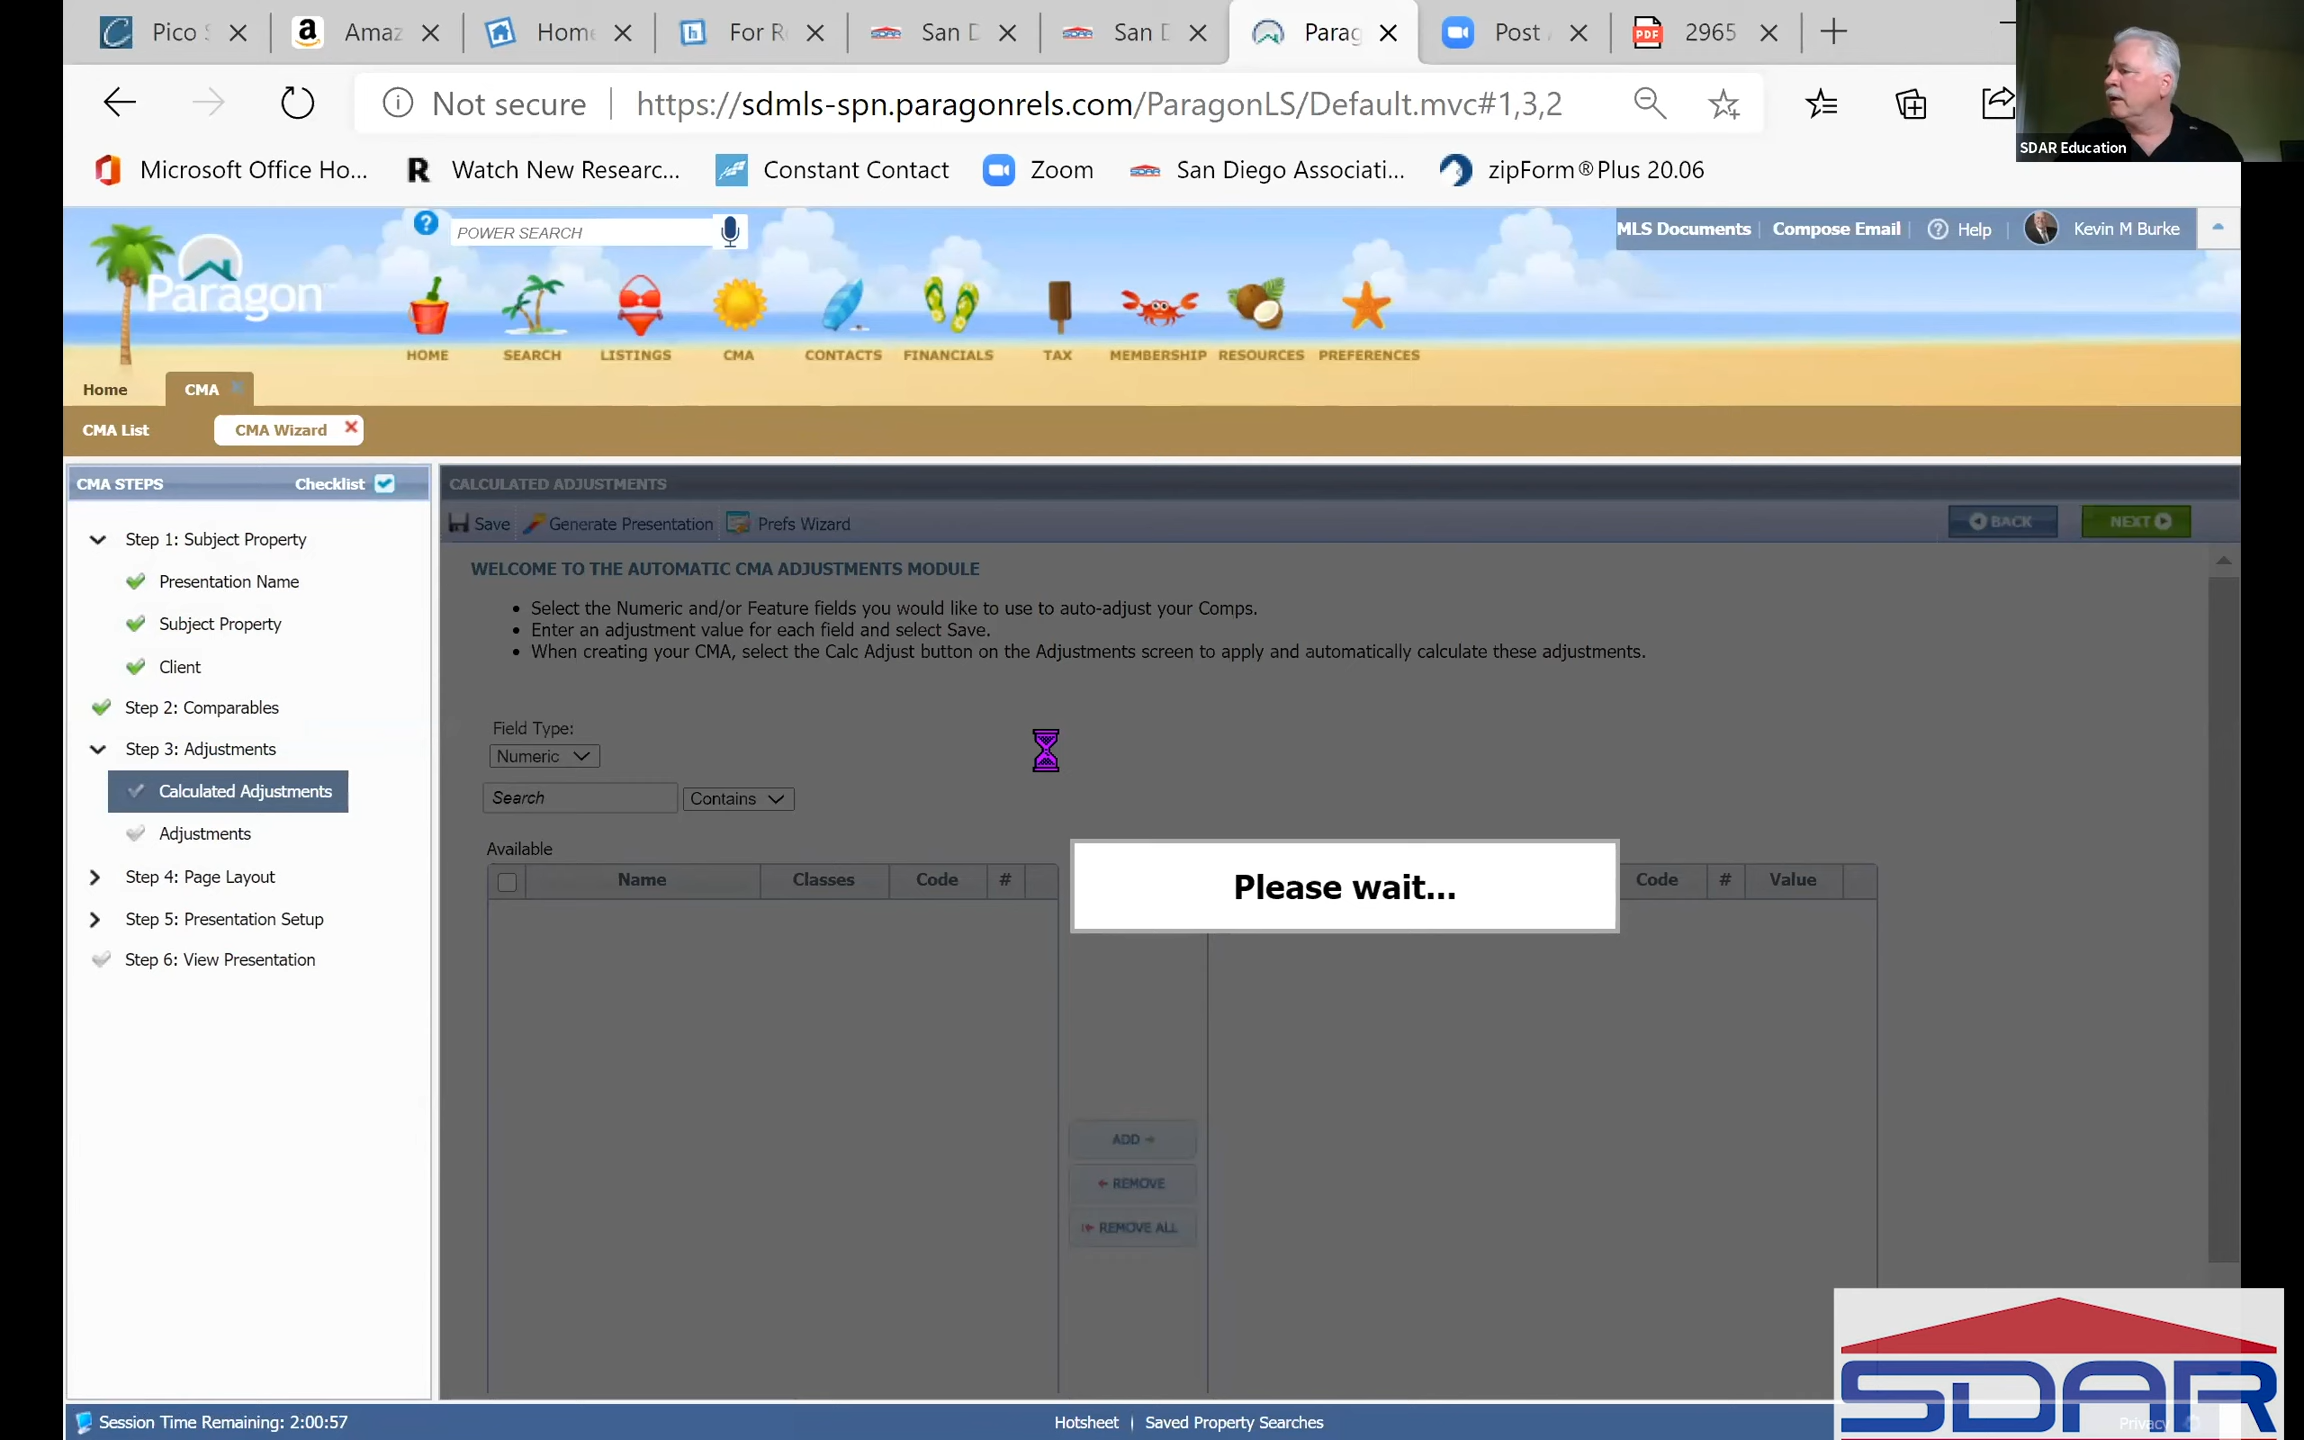 Pico S
Amaz
Home
For R
San D
San D
Parag
Post
2965
Not secure
https://sdmls-spn.paragonrels.com/ParagonLS/Default.mvc#1,3,2
SDAR Education
Microsoft Office Ho...
Watch New Researc...
Constant Contact
Zoom
San Diego Associati...
zipForm®Plus 20.06
POWER SEARCH
MLS Documents
Compose Email
Help
Kevin M Burke
Paragon
HOME
SEARCH
LISTINGS
CMA
CONTACTS
FINANCIALS
TAX
MEMBERSHIP
RESOURCES
PREFERENCES
Home
CMA
CMA List
CMA Wizard
CMA STEPS
Checklist
Step 1: Subject Property
Presentation Name
Subject Property
Client
Step 2: Comparables
Step 3: Adjustments
Calculated Adjustments
Adjustments
Step 4: Page Layout
Step 5: Presentation Setup
Step 6: View Presentation
CALCULATED ADJUSTMENTS
Save
Generate Presentation
Prefs Wizard
BACK
NEXT
WELCOME TO THE AUTOMATIC CMA ADJUSTMENTS MODULE
• Select the Numeric and/or Feature fields you would like to use to auto-adjust your Comps.
• Enter an adjustment value for each field and select Save.
• When creating your CMA, select the Calc Adjust button on the Adjustments screen to apply and automatically calculate these adjustments.
Field Type:
Numeric
Search
Contains
Available
Name
Classes
Code
#
Please wait...
Code
#
Value
ADD
REMOVE
REMOVE ALL
SDAR
Session Time Remaining: 2:00:57
Hotsheet | Saved Property Searches
Privacy